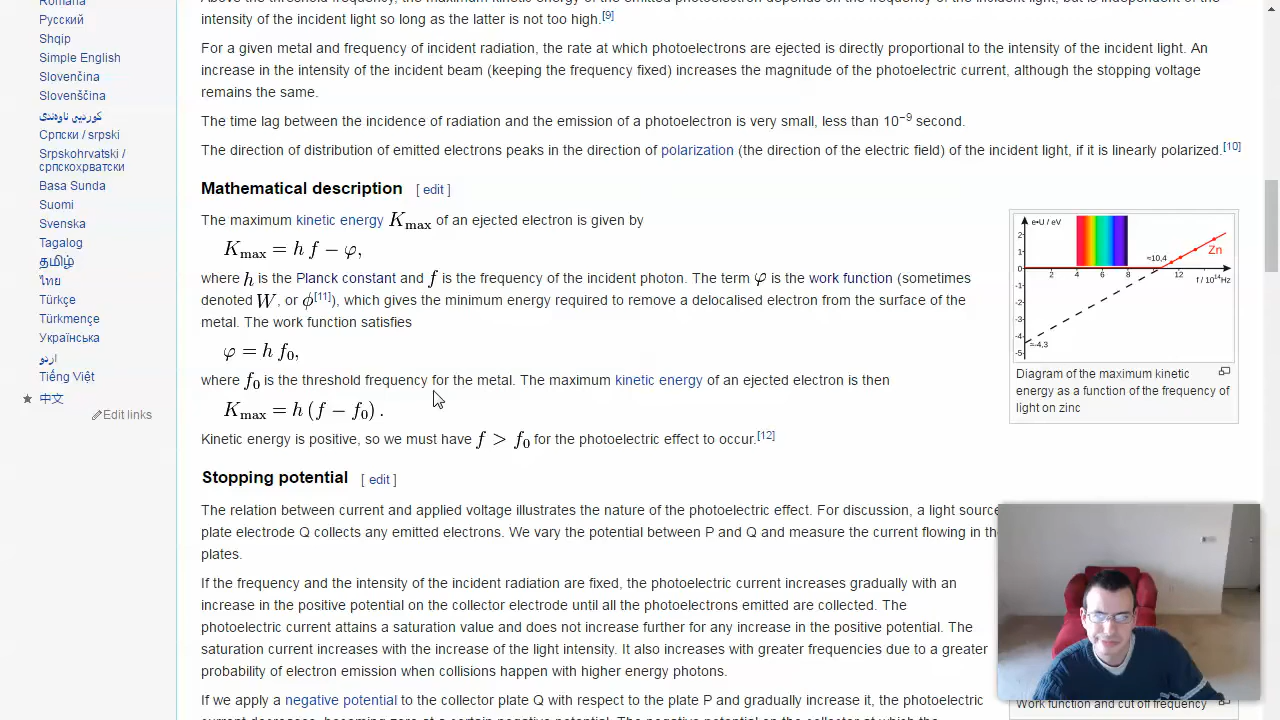 Română
Русский
Shqip
Simple English
Slovenčina
Slovenščina
کوردیی ناوەندی
Српски / srpski
Srpskohrvatski /
српскохрватски
Basa Sunda
Suomi
Svenska
Tagalog
தமிழ்
ไทย
Türkçe
Türkmençe
Українська
اردو
Tiếng Việt
中文
Edit links
intensity of the incident light so long as the latter is not too high.[9]
For a given metal and frequency of incident radiation, the rate at which photoelectrons are ejected is directly proportional to the intensity of the incident light. An
increase in the intensity of the incident beam (keeping the frequency fixed) increases the magnitude of the photoelectric current, although the stopping voltage
remains the same.
The time lag between the incidence of radiation and the emission of a photoelectron is very small, less than 10⁻⁹ second.
The direction of distribution of emitted electrons peaks in the direction of polarization (the direction of the electric field) of the incident light, if it is linearly polarized.[10]
Mathematical description [ edit ]
The maximum kinetic energy Kmax of an ejected electron is given by
Kmax = h f − φ,
where h is the Planck constant and f is the frequency of the incident photon. The term φ is the work function (sometimes
denoted W, or ϕ[11]), which gives the minimum energy required to remove a delocalised electron from the surface of the
metal. The work function satisfies
φ = h f₀,
where f₀ is the threshold frequency for the metal. The maximum kinetic energy of an ejected electron is then
Kmax = h (f − f₀) .
Kinetic energy is positive, so we must have f > f₀ for the photoelectric effect to occur.[12]
e•U / eV
2
1
0
-1
-2
-3
-4
-5
2 4 6 8 12
≈10,4
Zn
f / 10¹⁴Hz
≈-4,3
Diagram of the maximum kinetic
energy as a function of the frequency of
light on zinc
Stopping potential [ edit ]
The relation between current and applied voltage illustrates the nature of the photoelectric effect. For discussion, a light source
plate electrode Q collects any emitted electrons. We vary the potential between P and Q and measure the current flowing in the
plates.
If the frequency and the intensity of the incident radiation are fixed, the photoelectric current increases gradually with an
increase in the positive potential on the collector electrode until all the photoelectrons emitted are collected. The
photoelectric current attains a saturation value and does not increase further for any increase in the positive potential. The
saturation current increases with the increase of the light intensity. It also increases with greater frequencies due to a greater
probability of electron emission when collisions happen with higher energy photons.
If we apply a negative potential to the collector plate Q with respect to the plate P and gradually increase it, the photoelectric
Work function and cut off frequency